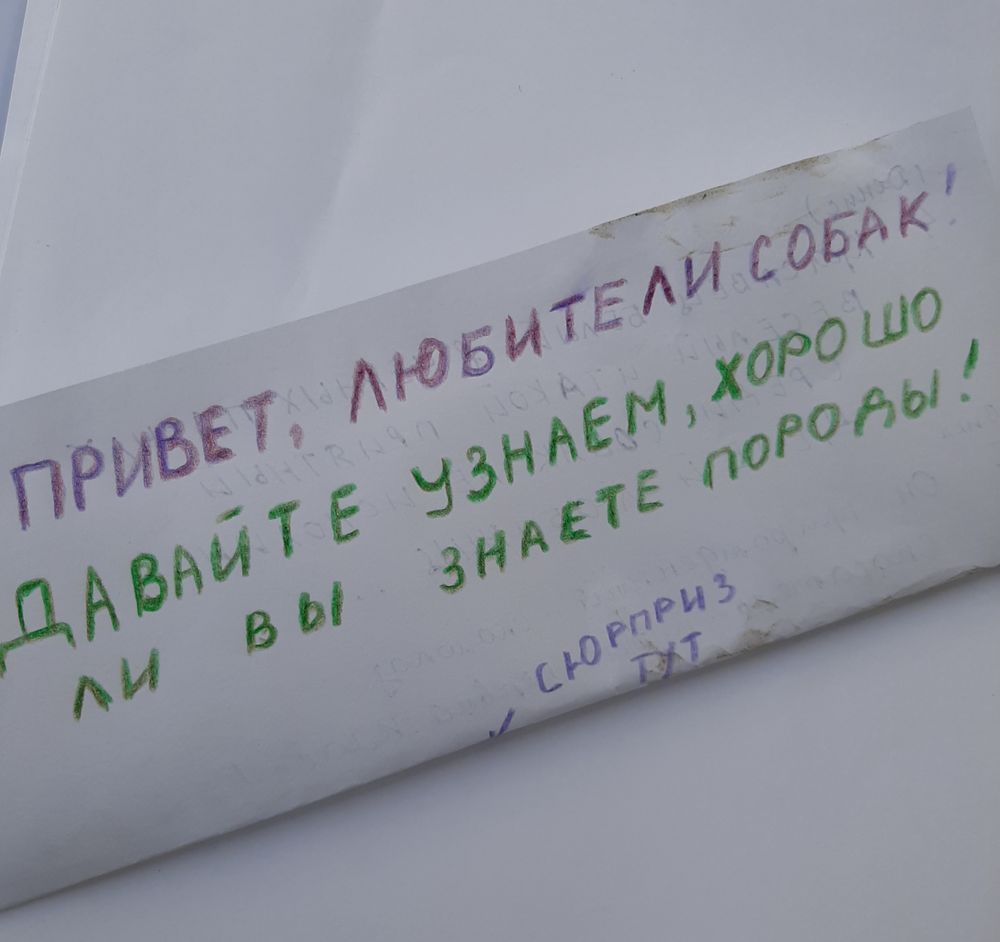 ПРИВЕТ, ЛЮБИТЕЛИ СОБАК!
ДАВАЙТЕ УЗНАЕМ, ХОРОШО
ЛИ ВЫ ЗНАЕТЕ ПОРОДЫ!
СЮРПРИЗ
ТУТ